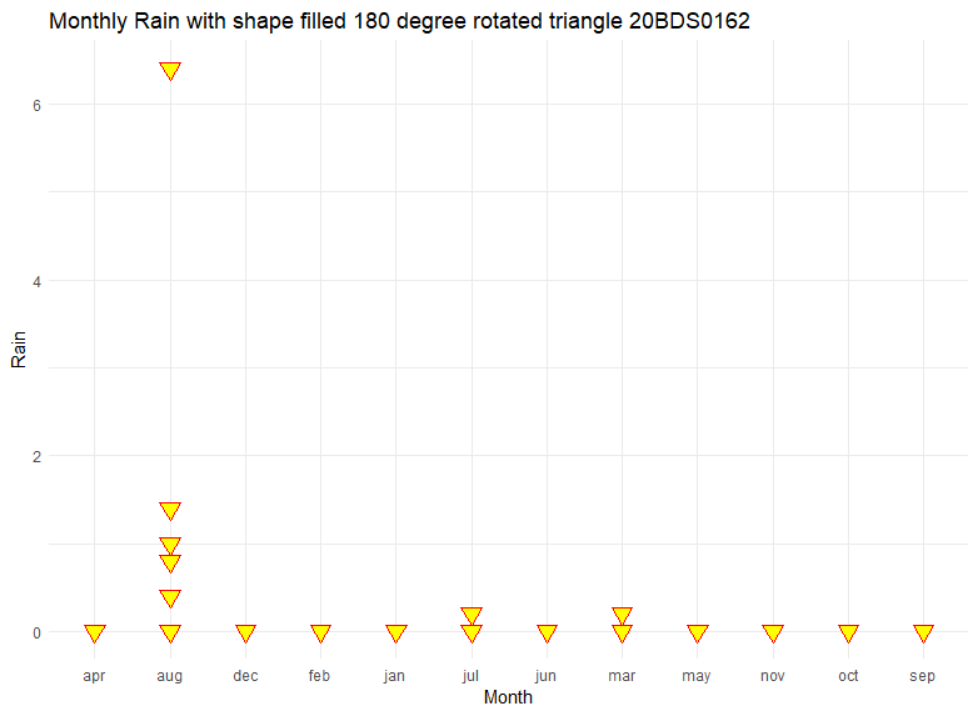 Monthly Rain with shape filled 180 degree rotated triangle 20BDS0162
6
4
Rain
2
0
apr aug dec feb jan jul jun mar may nov oct sep
Month